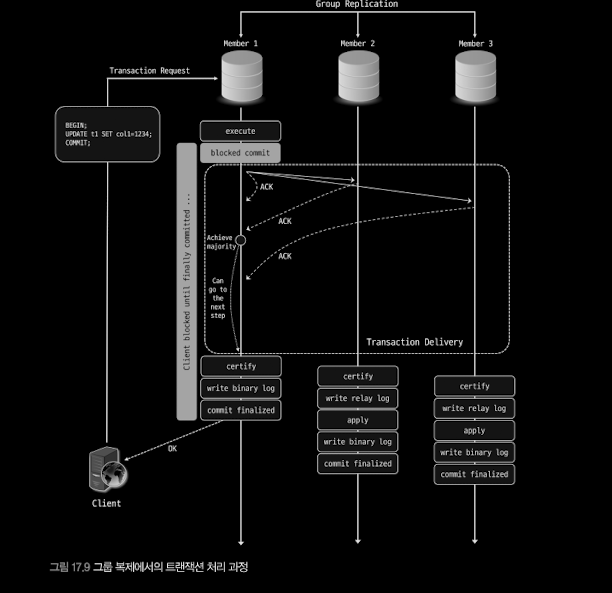 Group Replication
Member 1
Member 2
Member 3
Transaction Request
BEGIN;
UPDATE t1 SET col1=1234;
COMMIT;
execute
blocked commit
Client blocked until finally committed ...
ACK
ACK
ACK
Achieve
majority
Can
go to
the
next
step
Transaction Delivery
certify
write binary log
commit finalized
certify
write relay log
apply
write binary log
commit finalized
certify
write relay log
apply
write binary log
commit finalized
OK
Client
그림 17.9 그룹 복제에서의 트랜잭션 처리 과정